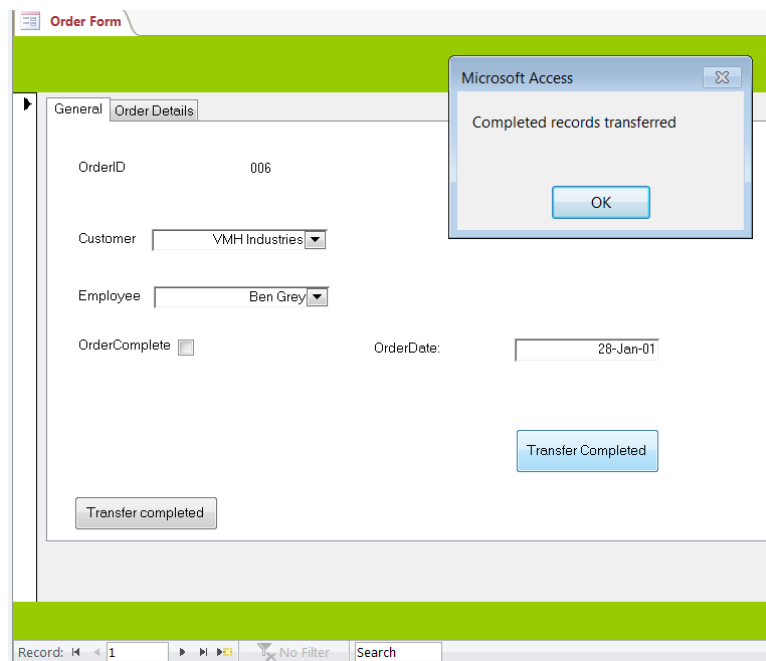 Order Form
Microsoft Access
Completed records transferred
OK
General Order Details
OrderID 006
Customer VMH Industries
Employee Ben Grey
OrderComplete OrderDate: 28-Jan-01
Transfer Completed
Transfer completed
Record: 1 No Filter Search